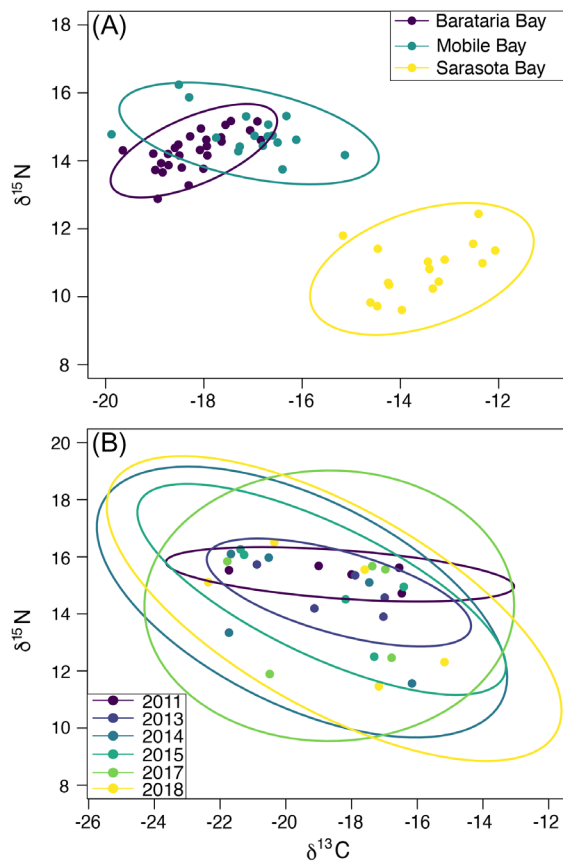 (A)
Barataria Bay
Mobile Bay
Sarasota Bay
18
16
14
12
10
8
δ¹⁵N
-20 -18 -16 -14 -12
(B)
20
18
16
14
12
10
8
δ¹⁵N
2011
2013
2014
2015
2017
2018
-26 -24 -22 -20 -18 -16 -14 -12
δ¹³C